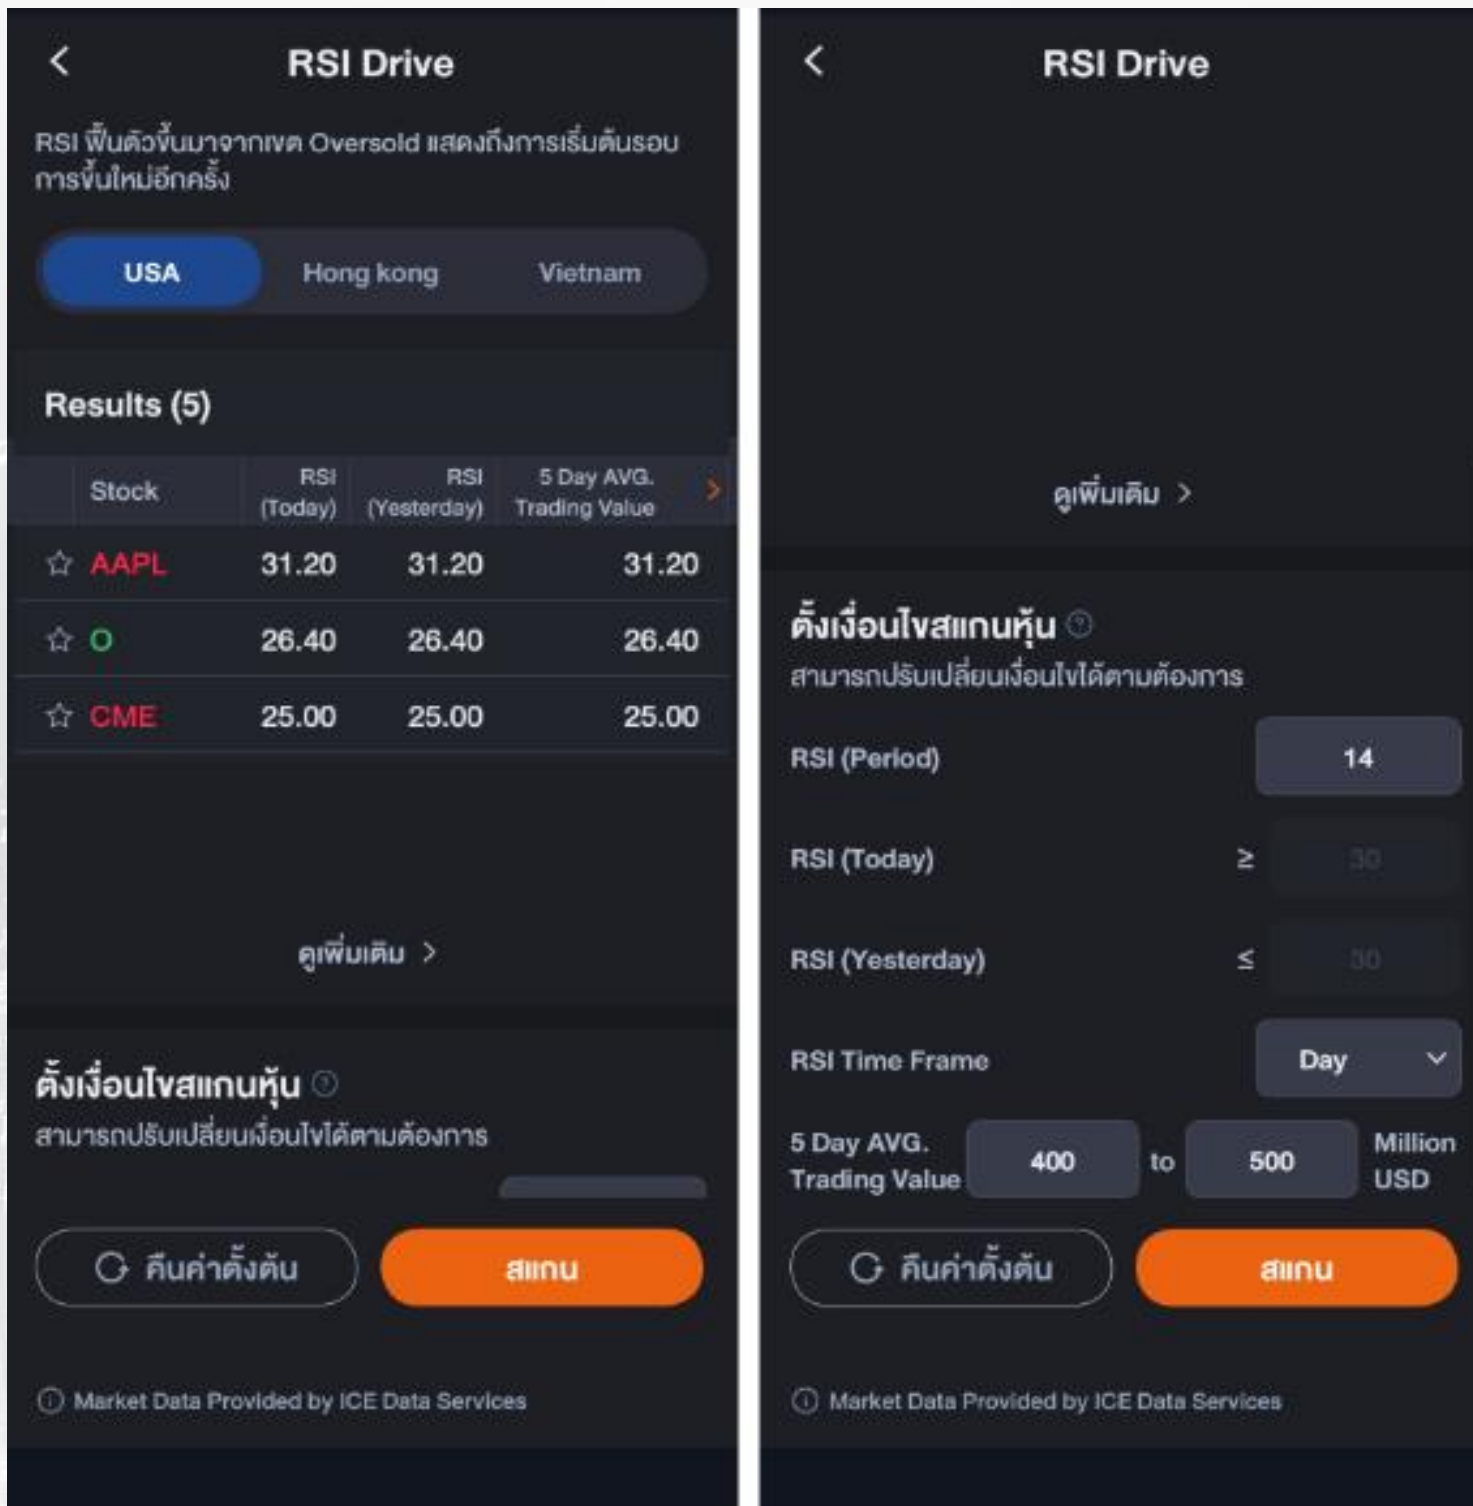 RSI Drive
RSI ฟื้นตัวขึ้นมาจากเขต Oversold แสดงถึงการเริ่มต้นรอบ
การขึ้นใหม่อีกครั้ง
USA Hong kong Vietnam
Results (5)
Stock RSI (Today) RSI (Yesterday) 5 Day AVG. Trading Value >
AAPL 31.20 31.20 31.20
O 26.40 26.40 26.40
CME 25.00 25.00 25.00
ดูเพิ่มเติม >
ตั้งเงื่อนไขสแกนหุ้น
สามารถปรับเปลี่ยนเงื่อนไขได้ตามต้องการ
คืนค่าตั้งต้น สแกน
Market Data Provided by ICE Data Services
RSI Drive
ดูเพิ่มเติม >
ตั้งเงื่อนไขสแกนหุ้น
สามารถปรับเปลี่ยนเงื่อนไขได้ตามต้องการ
RSI (Period) 14
RSI (Today) ≥ 30
RSI (Yesterday) ≤ 30
RSI Time Frame Day
5 Day AVG. Trading Value 400 to 500 Million USD
คืนค่าตั้งต้น สแกน
Market Data Provided by ICE Data Services